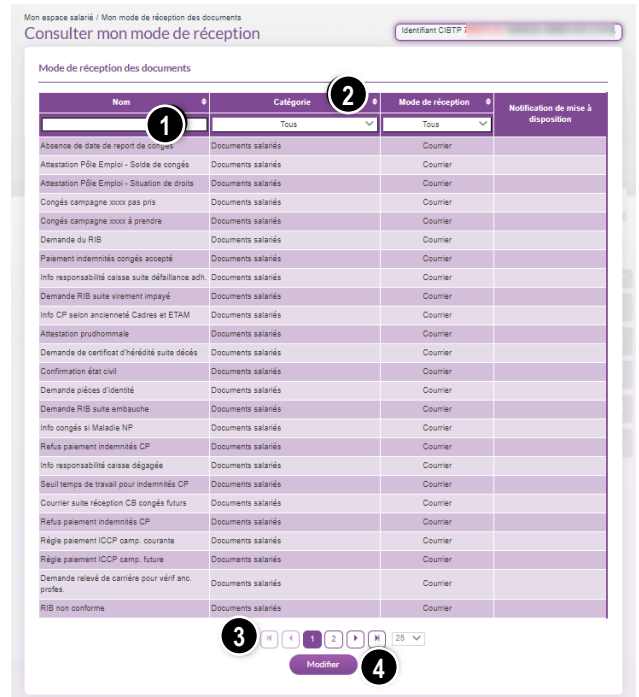 Mon espace salarié / Mon mode de réception des documents
Consulter mon mode de réception
Identifiant CIBTP
Mode de réception des documents
Nom Catégorie Mode de réception Notification de mise à disposition
1 2
Tous Tous
Absence de date de report de congés Documents salariés Courrier
Attestation Pôle Emploi - Solde de congés Documents salariés Courrier
Attestation Pôle Emploi - Situation de droits Documents salariés Courrier
Congés campagne xxxx pas pris Documents salariés Courrier
Congés campagne xxxx à prendre Documents salariés Courrier
Demande du RIB Documents salariés Courrier
Paiement indemnités congés accepté Documents salariés Courrier
Info responsabilité caisse suite défaillance adh. Documents salariés Courrier
Demande RIB suite virement impayé Documents salariés Courrier
Info CP selon ancienneté Cadres et ETAM Documents salariés Courrier
Attestation prudhommale Documents salariés Courrier
Demande de certificat d'hérédité suite décès Documents salariés Courrier
Confirmation état civil Documents salariés Courrier
Demande pièces d'identité Documents salariés Courrier
Demande RIB suite embauche Documents salariés Courrier
Info congés si Maladie NP Documents salariés Courrier
Refus paiement indemnités CP Documents salariés Courrier
Info responsabilité caisse dégagée Documents salariés Courrier
Seuil temps de travail pour indemnités CP Documents salariés Courrier
Courrier suite réception CB congés futurs Documents salariés Courrier
Refus paiement indemnités CP Documents salariés Courrier
Règle paiement ICCP camp. courante Documents salariés Courrier
Règle paiement ICCP camp. future Documents salariés Courrier
Demande relevé de carrière pour vérif anc. profes. Documents salariés Courrier
RIB non conforme Documents salariés Courrier
3 1 2 25
Modifier 4